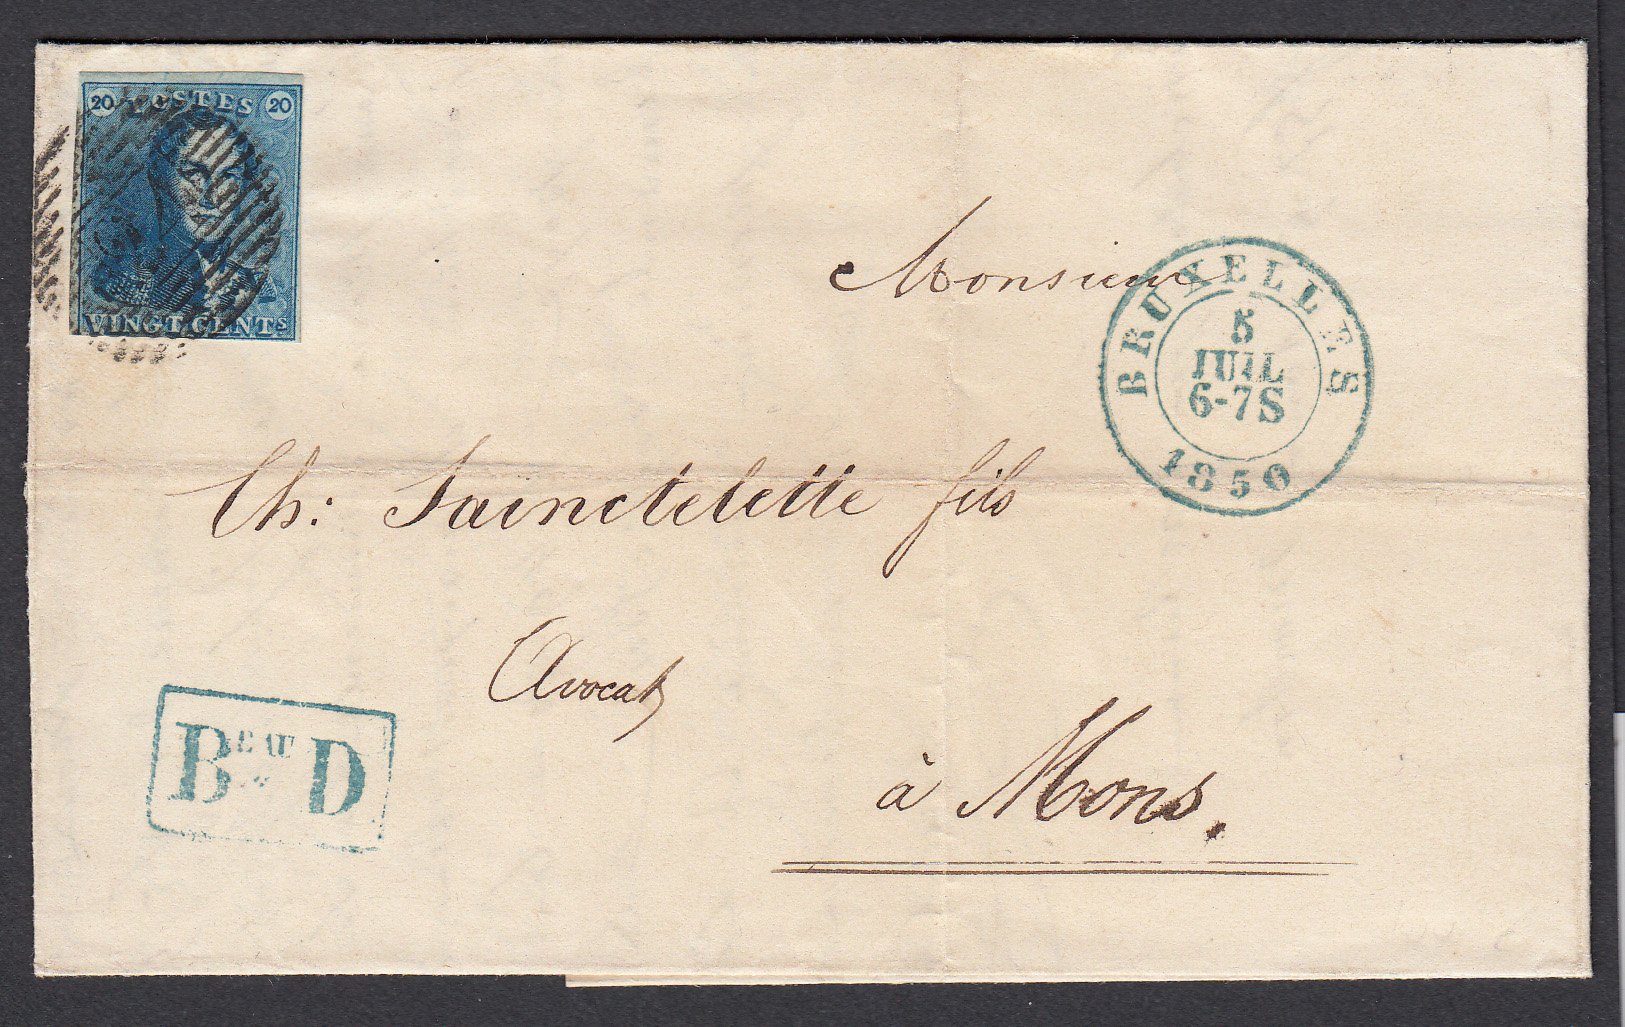 20 POSTES 20
VINGT CENTS
Monsieur
BRUXELLES
5
JUIL
6-7S
1850
Ch: Sainctelette fils
Avocat
BEAU D
à Mons.